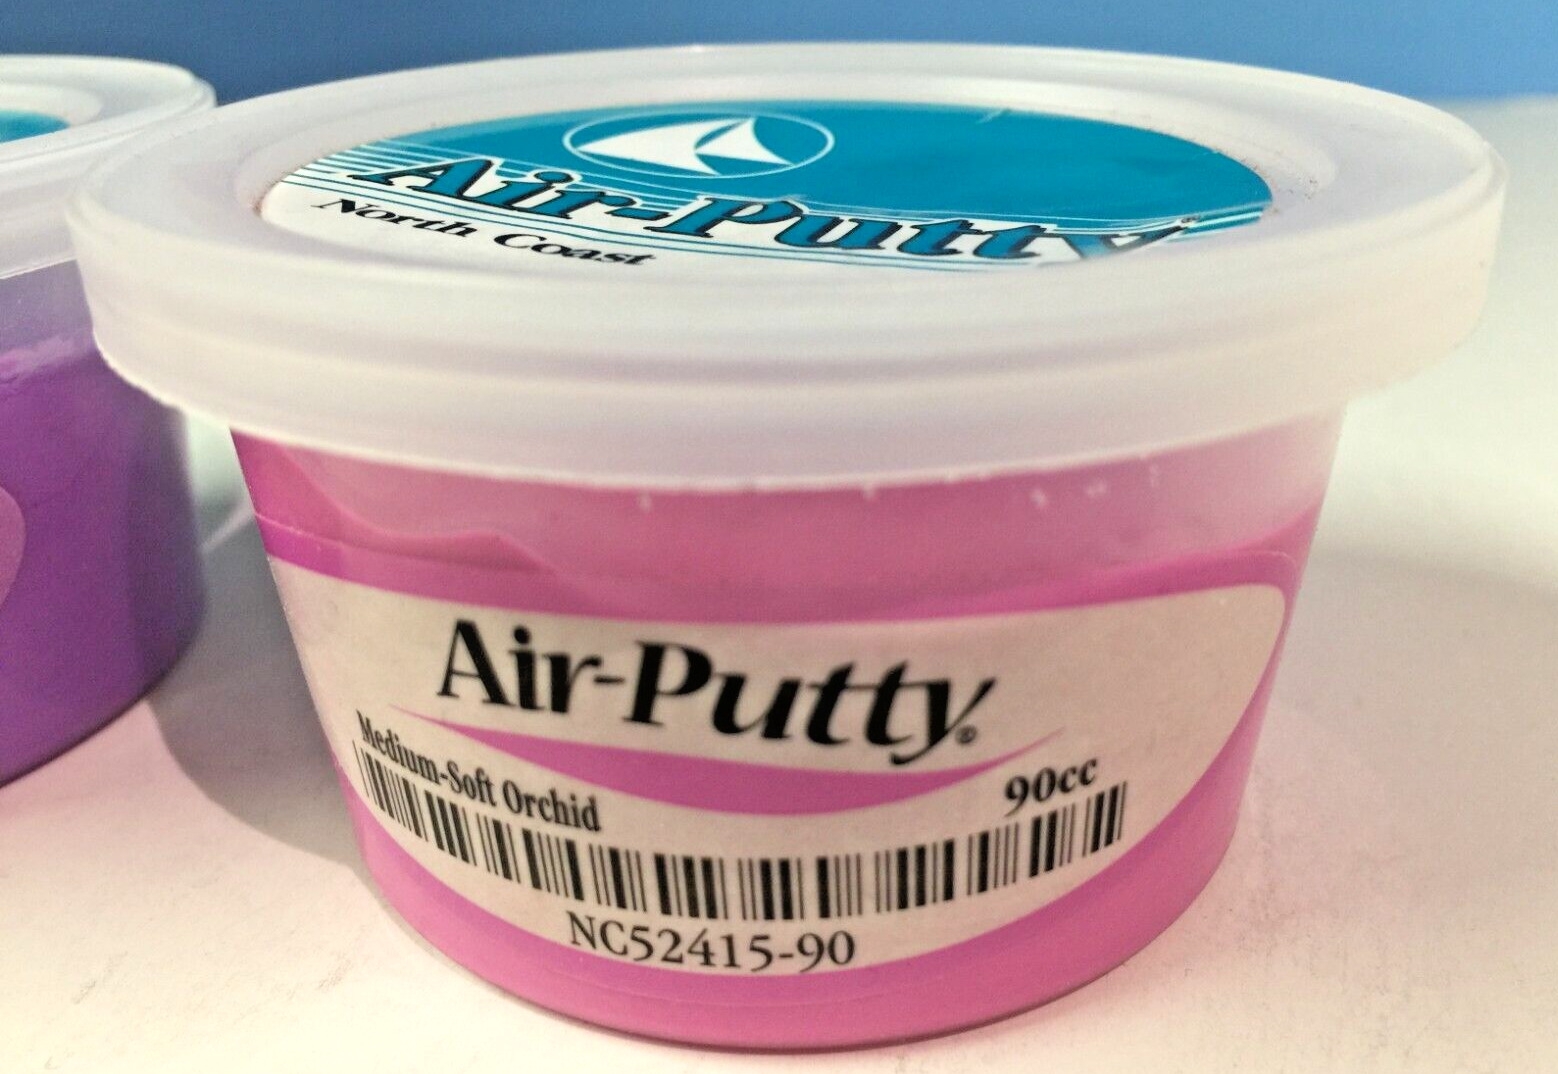 Air-Putty
North Coast
Air-Putty®
Medium-Soft Orchid
90cc
NC52415-90